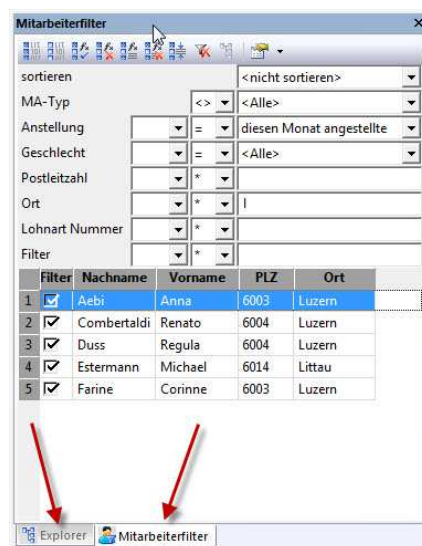 Mitarbeiterfilter x
sortieren <nicht sortieren>
MA-Typ <> <Alle>
Anstellung = diesen Monat angestellte
Geschlecht = <Alle>
Postleitzahl *
Ort * l
Lohnart Nummer *
Filter *
Filter Nachname Vorname PLZ Ort
1 Aebi Anna 6003 Luzern
2 Combertaldi Renato 6004 Luzern
3 Duss Regula 6004 Luzern
4 Estermann Michael 6014 Littau
5 Farine Corinne 6003 Luzern
Explorer Mitarbeiterfilter